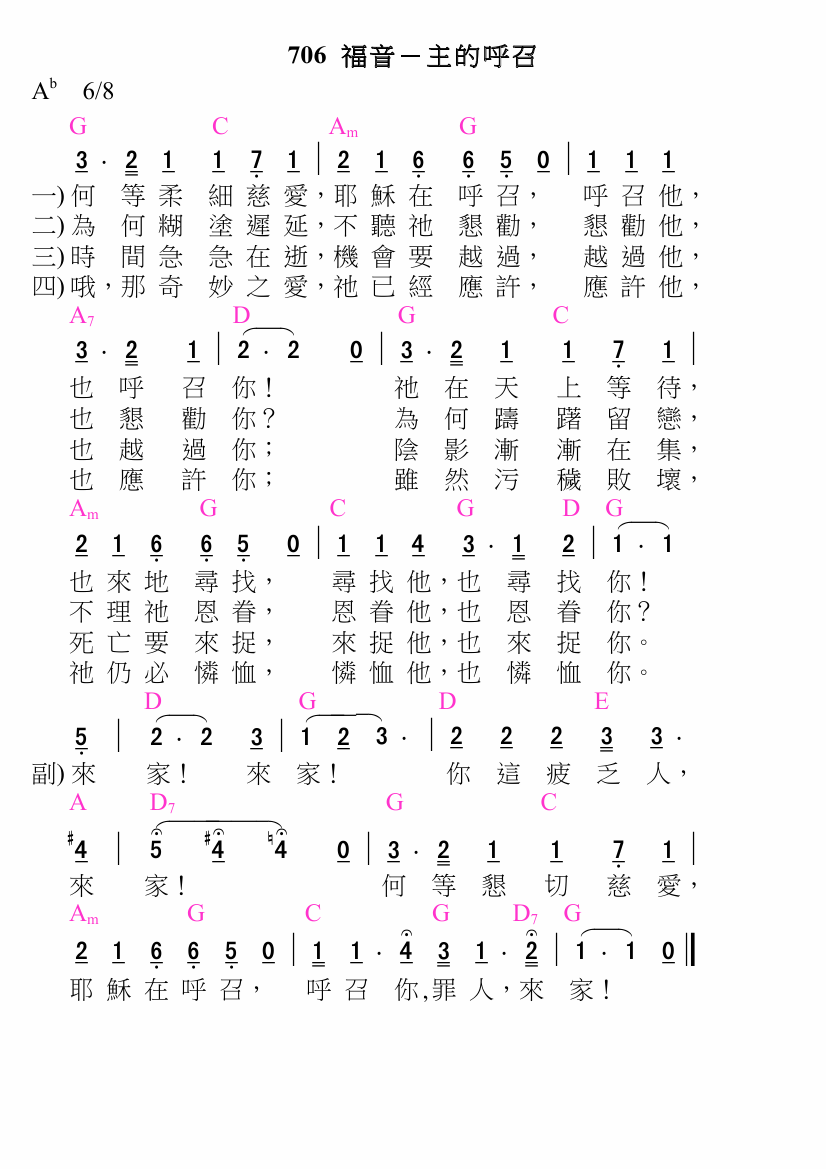 706 福音－主的呼召
A♭ 6/8
G C Am G
3 · 2 1 1 7 1 | 2 1 6 6 5 0 | 1 1 1
一) 何 等 柔 細 慈 愛，耶 穌 在 呼 召， 呼 召 他，
二) 為 何 糊 塗 遲 延，不 聽 祂 懇 勸， 懇 勸 他，
三) 時 間 急 急 在 逝，機 會 要 越 過， 越 過 他，
四) 哦，那 奇 妙 之 愛，祂 已 經 應 許， 應 許 他，
A7 D G C
3 · 2 1 | 2 · 2 0 | 3 · 2 1 1 7 1 |
也 呼 召 你！ 祂 在 天 上 等 待，
也 懇 勸 你？ 為 何 躊 躇 留 戀，
也 越 過 你； 陰 影 漸 漸 在 集，
也 應 許 你； 雖 然 污 穢 敗 壞，
Am G C G D G
2 1 6 6 5 0 | 1 1 4 3 · 1 2 | 1 · 1
也 來 地 尋 找， 尋 找 他，也 尋 找 你！
不 理 祂 恩 眷， 恩 眷 他，也 恩 眷 你？
死 亡 要 來 捉， 來 捉 他，也 來 捉 你。
祂 仍 必 憐 恤， 憐 恤 他，也 憐 恤 你。
D G D E
5 | 2 · 2 3 | 1 2 3 · | 2 2 2 3 3 ·
副) 來 家！ 來 家！ 你 這 疲 乏 人，
A D7 G C
#4 | 5 #4 ♮4 0 | 3 · 2 1 1 7 1 |
來 家！ 何 等 懇 切 慈 愛，
Am G C G D7 G
2 1 6 6 5 0 | 1 1 · 4 3 1 · 2 | 1 · 1 0 ‖
耶 穌 在 呼 召， 呼 召 你,罪 人，來 家！